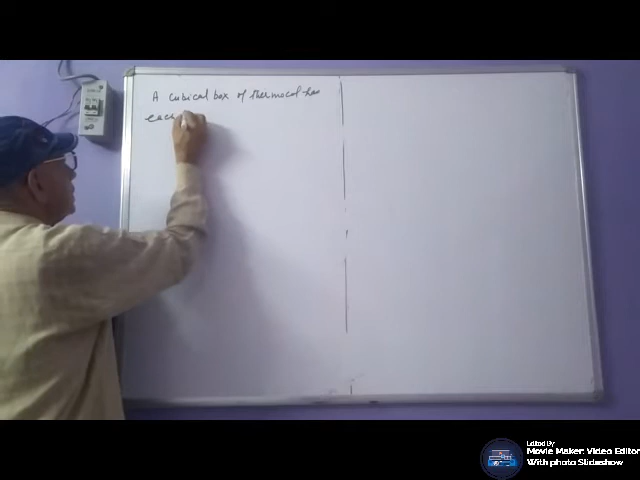 A cubical box of thermocol has
each
Edited By
Movie Maker: Video Editor
With photo Slideshow